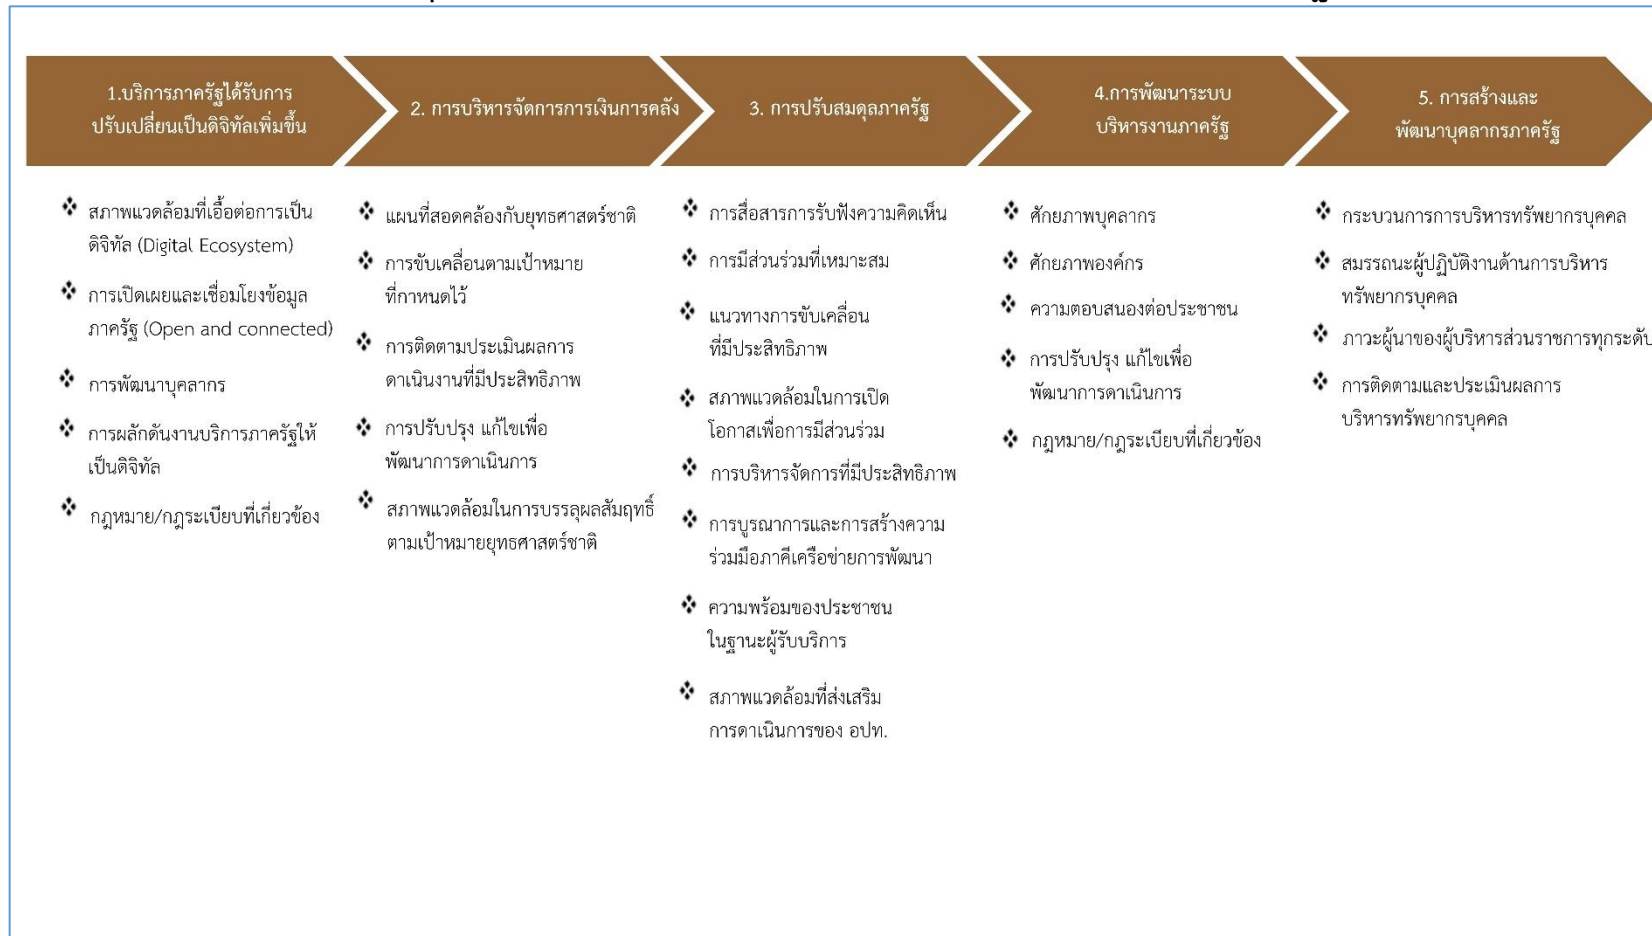 1.บริการภาครัฐได้รับการ
ปรับเปลี่ยนเป็นดิจิทัลเพิ่มขึ้น
สภาพแวดล้อมที่เอื้อต่อการเป็น
ดิจิทัล (Digital Ecosystem)
การเปิดเผยและเชื่อมโยงข้อมูล
ภาครัฐ (Open and connected)
การพัฒนาบุคลากร
การผลักดันงานบริการภาครัฐให้
เป็นดิจิทัล
กฎหมาย/กฎระเบียบที่เกี่ยวข้อง
2. การบริหารจัดการการเงินการคลัง
แผนที่สอดคล้องกับยุทธศาสตร์ชาติ
การขับเคลื่อนตามเป้าหมาย
ที่กาหนดไว้
การติดตามประเมินผลการ
ดาเนินงานที่มีประสิทธิภาพ
การปรับปรุง แก้ไขเพื่อ
พัฒนาการดาเนินการ
สภาพแวดล้อมในการบรรลุผลสัมฤทธิ์
ตามเป้าหมายยุทธศาสตร์ชาติ
3. การปรับสมดุลภาครัฐ
การสื่อสารการรับฟังความคิดเห็น
การมีส่วนร่วมที่เหมาะสม
แนวทางการขับเคลื่อน
ที่มีประสิทธิภาพ
สภาพแวดล้อมในการเปิด
โอกาสเพื่อการมีส่วนร่วม
การบริหารจัดการที่มีประสิทธิภาพ
การบูรณาการและการสร้างความ
ร่วมมือภาคีเครือข่ายการพัฒนา
ความพร้อมของประชาชน
ในฐานะผู้รับบริการ
สภาพแวดล้อมที่ส่งเสริม
การดาเนินการของ อปท.
4.การพัฒนาระบบ
บริหารงานภาครัฐ
ศักยภาพบุคลากร
ศักยภาพองค์กร
ความตอบสนองต่อประชาชน
การปรับปรุง แก้ไขเพื่อ
พัฒนาการดาเนินการ
กฎหมาย/กฎระเบียบที่เกี่ยวข้อง
5. การสร้างและ
พัฒนาบุคลากรภาครัฐ
กระบวนการการบริหารทรัพยากรบุคคล
สมรรถนะผู้ปฏิบัติงานด้านการบริหาร
ทรัพยากรบุคคล
ภาวะผู้นาของผู้บริหารส่วนราชการทุกระดับ
การติดตามและประเมินผลการ
บริหารทรัพยากรบุคคล